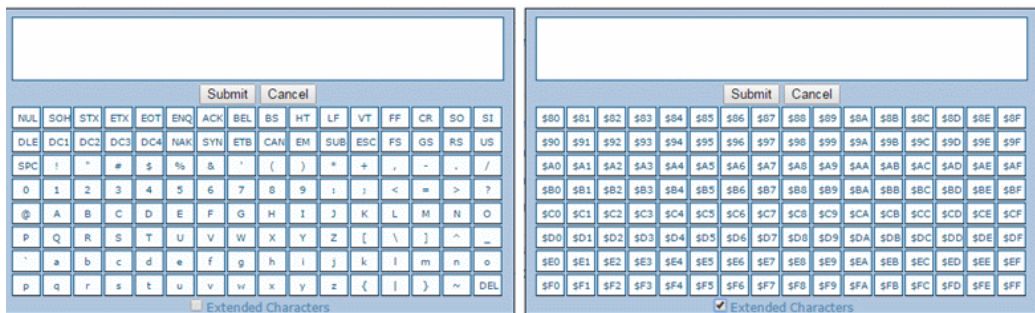 Submit Cancel
NUL SOH STX ETX EOT ENQ ACK BEL BS HT LF VT FF CR SO SI
DLE DC1 DC2 DC3 DC4 NAK SYN ETB CAN EM SUB ESC FS GS RS US
SPC ! " # $ % & ' ( ) * + , - . /
0 1 2 3 4 5 6 7 8 9 : ; < = > ?
@ A B C D E F G H I J K L M N O
P Q R S T U V W X Y Z [ \ ] ^ _
` a b c d e f g h i j k l m n o
p q r s t u v w x y z { | } ~ DEL
Extended Characters
Submit Cancel
$80 $81 $82 $83 $84 $85 $86 $87 $88 $89 $8A $8B $8C $8D $8E $8F
$90 $91 $92 $93 $94 $95 $96 $97 $98 $99 $9A $9B $9C $9D $9E $9F
$A0 $A1 $A2 $A3 $A4 $A5 $A6 $A7 $A8 $A9 $AA $AB $AC $AD $AE $AF
$B0 $B1 $B2 $B3 $B4 $B5 $B6 $B7 $B8 $B9 $BA $BB $BC $BD $BE $BF
$C0 $C1 $C2 $C3 $C4 $C5 $C6 $C7 $C8 $C9 $CA $CB $CC $CD $CE $CF
$D0 $D1 $D2 $D3 $D4 $D5 $D6 $D7 $D8 $D9 $DA $DB $DC $DD $DE $DF
$E0 $E1 $E2 $E3 $E4 $E5 $E6 $E7 $E8 $E9 $EA $EB $EC $ED $EE $EF
$F0 $F1 $F2 $F3 $F4 $F5 $F6 $F7 $F8 $F9 $FA $FB $FC $FD $FE $FF
Extended Characters